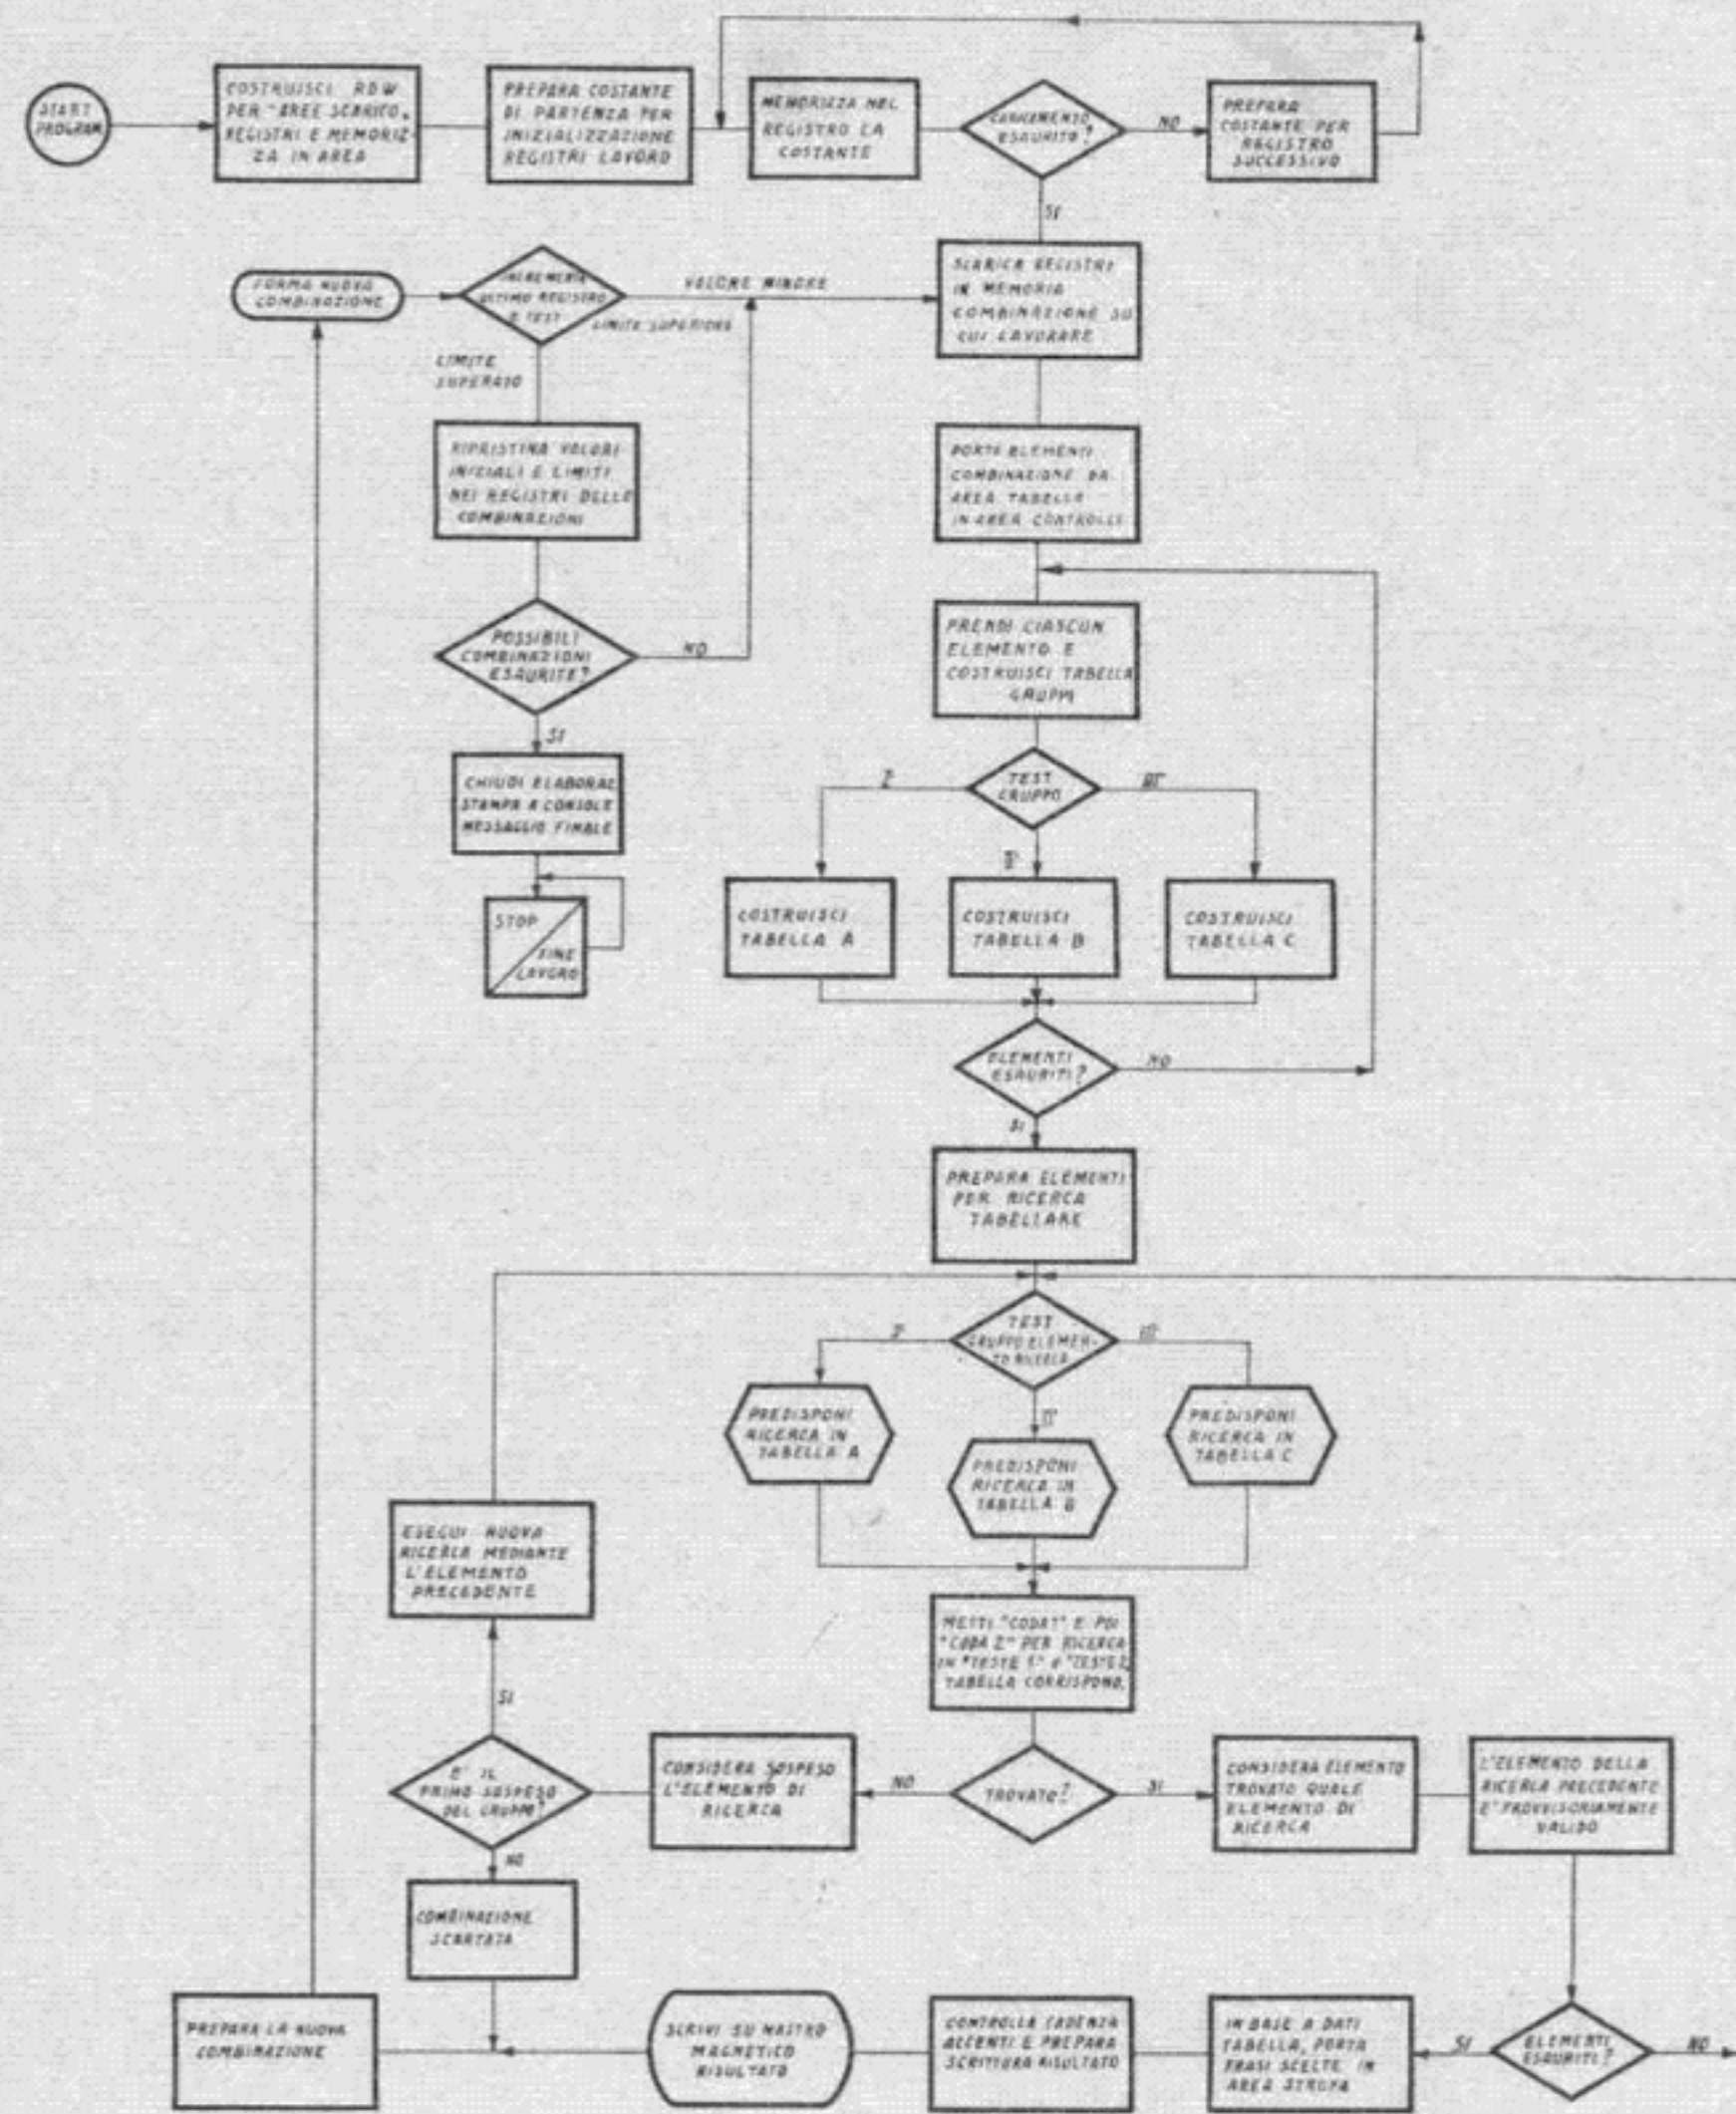 START
PROGRAM
COSTRUISCI RDW
PER "AREE SCARICO"
REGISTRI E MEMORIZ-
ZA IN AREA
PREPARA COSTANTE
DI PARTENZA PER
INIZIALIZZAZIONE
REGISTRI LAVORO
MEMORIZZA NEL
REGISTRO LA
COSTANTE
CARICAMENTO
ESAURITO?
NO
PREPARA
COSTANTE PER
REGISTRO
SUCCESSIVO
SI
FORMA NUOVA
COMBINAZIONE
INCREMENTA
ULTIMO REGISTRO
E TEST
VALORE MINORE
LIMITE SUPERIORE
LIMITE
SUPERATO
SCARICA REGISTRI
IN MEMORIA
COMBINAZIONE SU
CUI LAVORARE
RIPRISTINA VALORI
INIZIALI E LIMITI
NEI REGISTRI DELLE
COMBINAZIONI
PORTA ELEMENTI
COMBINAZIONE DA
AREA TABELLA
IN AREA CONTROLLI
POSSIBILI
COMBINAZIONI
ESAURITE?
NO
SI
PRENDI CIASCUN
ELEMENTO E
COSTRUISCI TABELLA
GRUPPI
CHIUDI ELABORAZ
STAMPA A CONSOLE
MESSAGGIO FINALE
STOP
FINE
LAVORO
TEST
GRUPPO
I°
II°
III°
COSTRUISCI
TABELLA A
COSTRUISCI
TABELLA B
COSTRUISCI
TABELLA C
ELEMENTI
ESAURITI?
NO
SI
PREPARA ELEMENTI
PER RICERCA
TABELLARE
TEST
GRUPPO ELEMEN-
TO RICERCA
I°
II°
III°
PREDISPONI
RICERCA IN
TABELLA A
PREDISPONI
RICERCA IN
TABELLA B
PREDISPONI
RICERCA IN
TABELLA C
ESEGUI NUOVA
RICERCA MEDIANTE
L'ELEMENTO
PRECEDENTE
METTI "CODA1" E POI
"CODA 2" PER RICERCA
IN "TESTE 1" E "TESTE 2"
TABELLA CORRISPOND.
SI
E' IL
PRIMO SOSPESO
DEL GRUPPO?
CONSIDERA SOSPESO
L'ELEMENTO DI
RICERCA
NO
TROVATO?
SI
CONSIDERA ELEMENTO
TROVATO QUALE
ELEMENTO DI
RICERCA
L'ELEMENTO DELLA
RICERCA PRECEDENTE
E' PROVVISORIAMENTE
VALIDO
NO
COMBINAZIONE
SCARTATA
PREPARA LA NUOVA
COMBINAZIONE
SCRIVI SU NASTRO
MAGNETICO
RISULTATO
CONTROLLA CADENZA
ACCENTI E PREPARA
SCRITTURA RISULTATO
IN BASE A DATI
TABELLA, PORTA
FRASI SCELTE IN
AREA STROFA
SI
ELEMENTI
ESAURITI?
NO